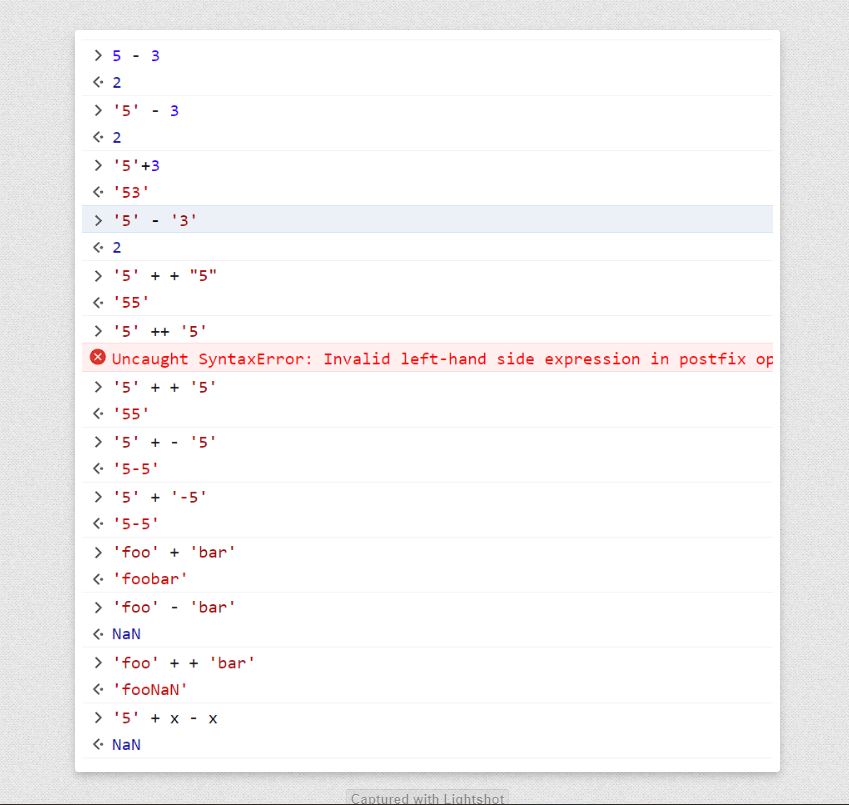 > 5 - 3
<· 2
> '5' - 3
<· 2
> '5'+3
<· '53'
> '5' - '3'
<· 2
> '5' + + "5"
<· '55'
> '5' ++ '5'
Uncaught SyntaxError: Invalid left-hand side expression in postfix op
> '5' + + '5'
<· '55'
> '5' + - '5'
<· '5-5'
> '5' + '-5'
<· '5-5'
> 'foo' + 'bar'
<· 'foobar'
> 'foo' - 'bar'
<· NaN
> 'foo' + + 'bar'
<· 'fooNaN'
> '5' + x - x
<· NaN
Captured with Lightshot